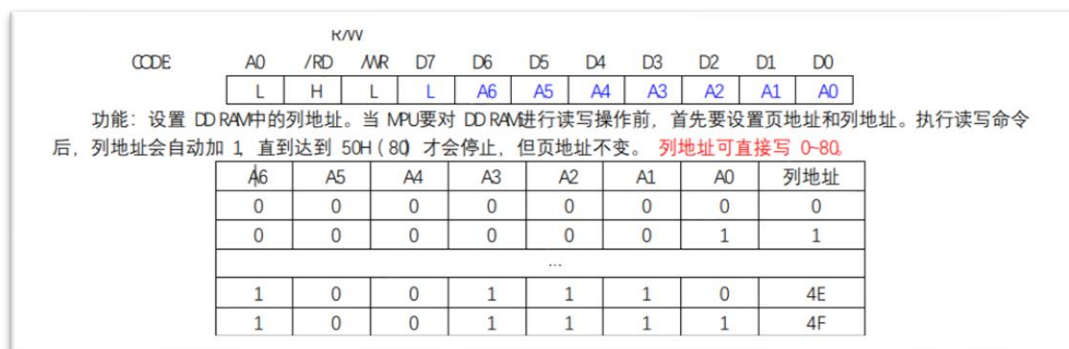 R/W
CODE A0 /RD /WR D7 D6 D5 D4 D3 D2 D1 D0
L H L L A6 A5 A4 A3 A2 A1 A0
功能：设置 DD RAM中的列地址。当 MPU要对 DD RAM进行读写操作前，首先要设置页地址和列地址。执行读写命令
后，列地址会自动加 1，直到达到 50H（80）才会停止，但页地址不变。 列地址可直接写 0~80。
A6 A5 A4 A3 A2 A1 A0 列地址
0 0 0 0 0 0 0 0
0 0 0 0 0 0 1 1
...
1 0 0 1 1 1 0 4E
1 0 0 1 1 1 1 4F